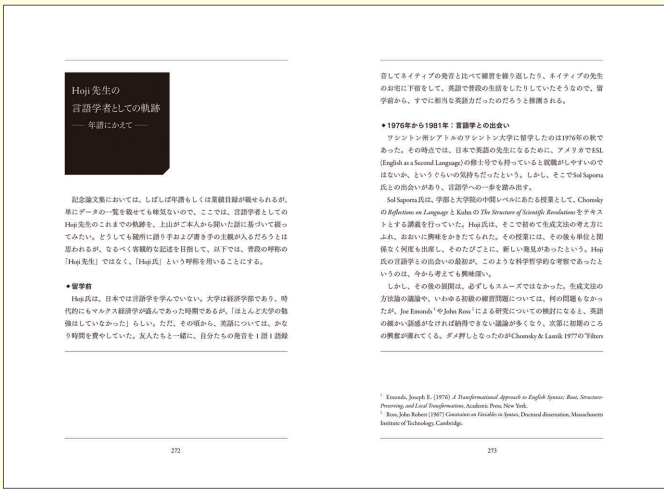 Hoji先生の
言語学者としての軌跡
── 年譜にかえて ──
記念論文集においては、しばしば年譜もしくは業績目録が載せられるが、
単にデータの一覧を載せても味気ないので、ここでは、言語学者としての
Hoji先生のこれまでの軌跡を、上山がご本人から聞いた話に基づいて綴っ
てみたい。どうしても随所に語り手および書き手の主観が入るだろうとは
思われるが、なるべく客観的な記述を目指して、以下では、普段の呼称の
「Hoji先生」ではなく、「Hoji氏」という呼称を用いることにする。
◆留学前
Hoji氏は、日本では言語学を学んでいない。大学は経済学部であり、時
代的にもマルクス経済学が盛んであった時期であるが、「ほとんど大学の勉
強はしていなかった」らしい。ただ、その頃から、英語については、かな
り時間を費やしていた。友人たちと一緒に、自分たちの発音を1語1語録
272
音してネイティブの発音と比べて練習を繰り返したり、ネイティブの先生
のお宅に下宿をして、英語で普段の生活をしたりしていたそうなので、留
学前から、すでに相当な英語力だったのだろうと推測される。
◆1976年から1981年：言語学との出会い
ワシントン州シアトルのワシントン大学に留学したのは1976年の秋で
あった。その時点では、日本で英語の先生になるために、アメリカでESL
(English as a Second Language)の修士号でも持っていると就職がしやすいので
はないか、というぐらいの気持ちだったという。しかし、そこでSol Saporta
氏との出会いがあり、言語学への一歩を踏み出す。
Sol Saporta氏は、学部と大学院の中間レベルにあたる授業として、Chomsky
のReflections on LanguageとKuhnのThe Structure of Scientific Revolutionsをテキス
トとする講義を行っていた。Hoji氏は、そこで初めて生成文法の考え方に
ふれ、おおいに興味をかきたてられた。その授業には、その後も単位と関
係なく何度も出席し、そのたびごとに、新しい発見があったという。Hoji
氏の言語学との出会いの最初が、このような科学哲学的な考察であったと
いうのは、今から考えても興味深い。
しかし、その後の展開は、必ずしもスムーズではなかった。生成文法の
方法論の議論や、いわゆる初級の練習問題については、何の問題もなかっ
たが、Joe Emonds¹やJohn Ross²による研究についての検討になると、英語
の細かい語感がなければ納得できない議論が多くなり、次第に初期のころ
の興奮が薄れてくる。ダメ押しとなったのがChomsky & Lasnik 1977の"Filters
¹ Emonds, Joseph E. (1976) A Transformational Approach to English Syntax: Root, Structure-
Preserving, and Local Transformations, Academic Press, New York.
² Ross, John Robert (1967) Constraints on Variables in Syntax, Doctoral dissertation, Massachusetts
Institute of Technology, Cambridge.
273